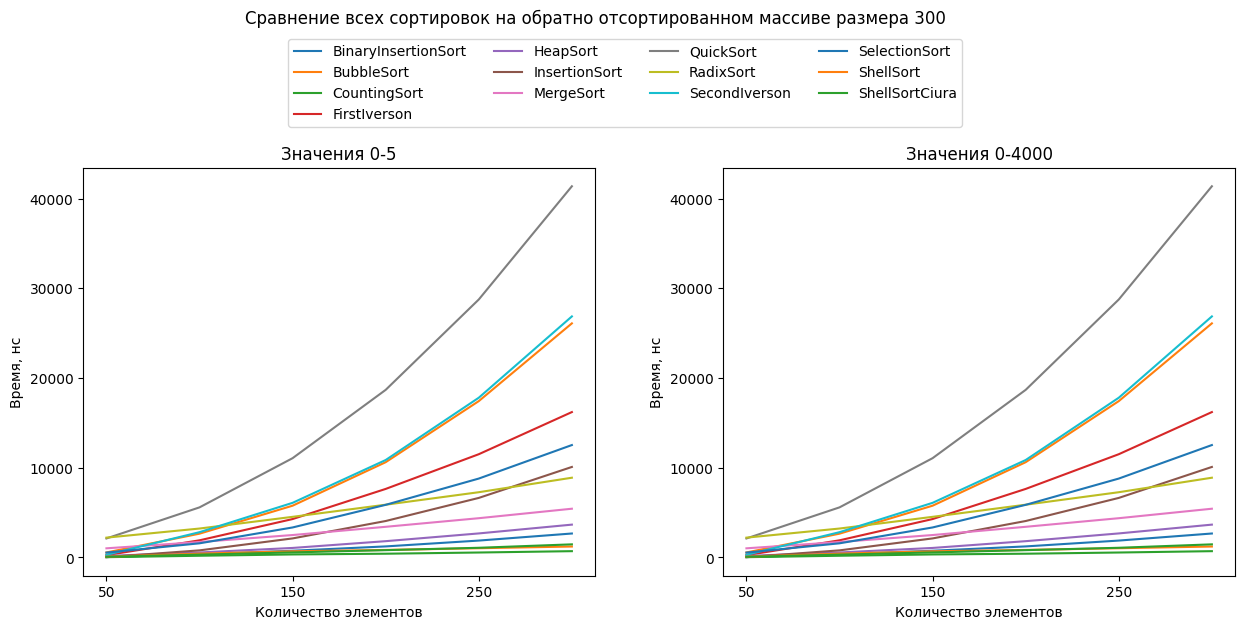 Сравнение всех сортировок на обратно отсортированном массиве размера 300
BinaryInsertionSort HeapSort QuickSort SelectionSort
BubbleSort InsertionSort RadixSort ShellSort
CountingSort MergeSort SecondIverson ShellSortCiura
FirstIverson
Значения 0-5
40000
30000
20000
10000
0
Время, нс
50 150 250
Количество элементов
Значения 0-4000
40000
30000
20000
10000
0
Время, нс
50 150 250
Количество элементов